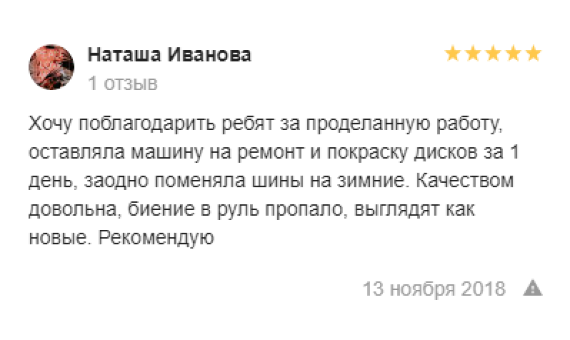 Наташа Иванова
1 отзыв
Хочу поблагодарить ребят за проделанную работу,
оставляла машину на ремонт и покраску дисков за 1
день, заодно поменяла шины на зимние. Качеством
довольна, биение в руль пропало, выглядят как
новые. Рекомендую
13 ноября 2018